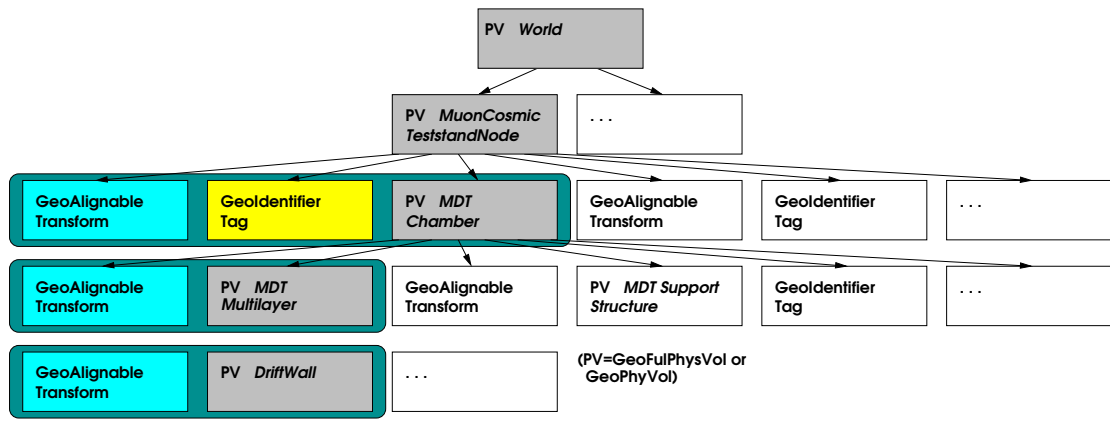 PV World
PV MuonCosmic
TeststandNode
. . .
GeoAlignable
Transform
GeoIdentifier
Tag
PV MDT
Chamber
GeoAlignable
Transform
GeoIdentifier
Tag
. . .
GeoAlignable
Transform
PV MDT
Multilayer
GeoAlignable
Transform
PV MDT Support
Structure
GeoIdentifier
Tag
. . .
GeoAlignable
Transform
PV DriftWall
. . .
(PV=GeoFulPhysVol or
GeoPhyVol)